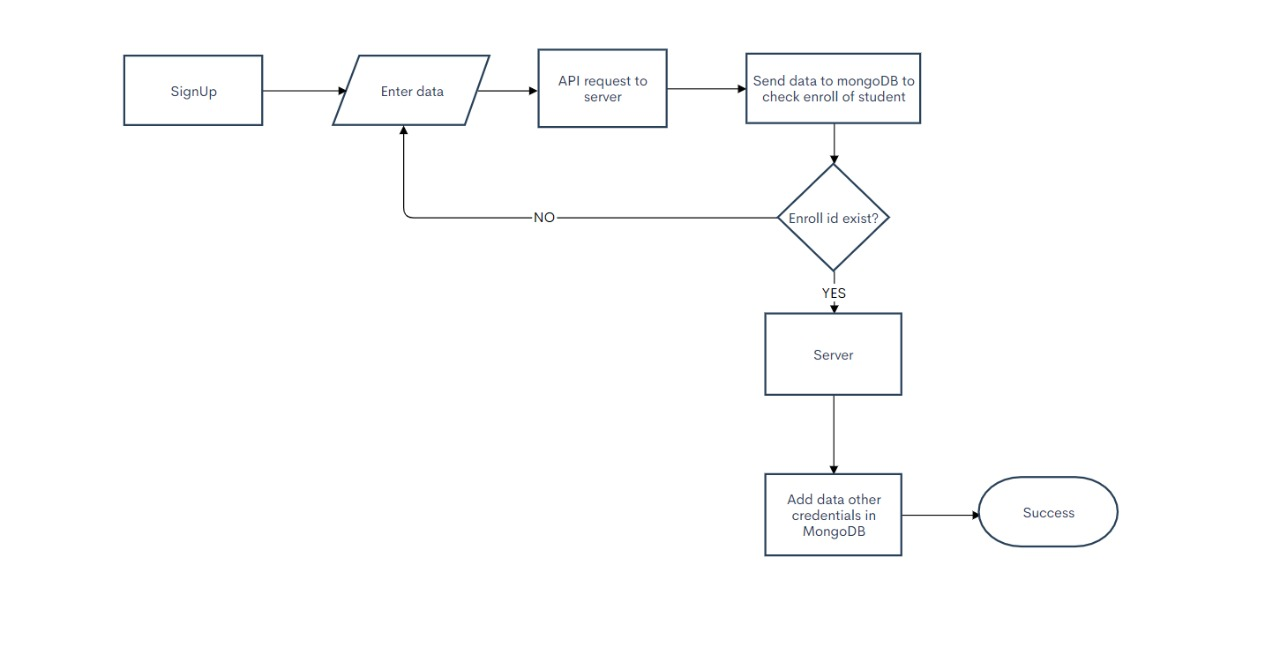 SignUp
Enter data
API request to
server
Send data to mongoDB to
check enroll of student
Enroll id exist?
NO
YES
Server
Add data other
credentials in
MongoDB
Success